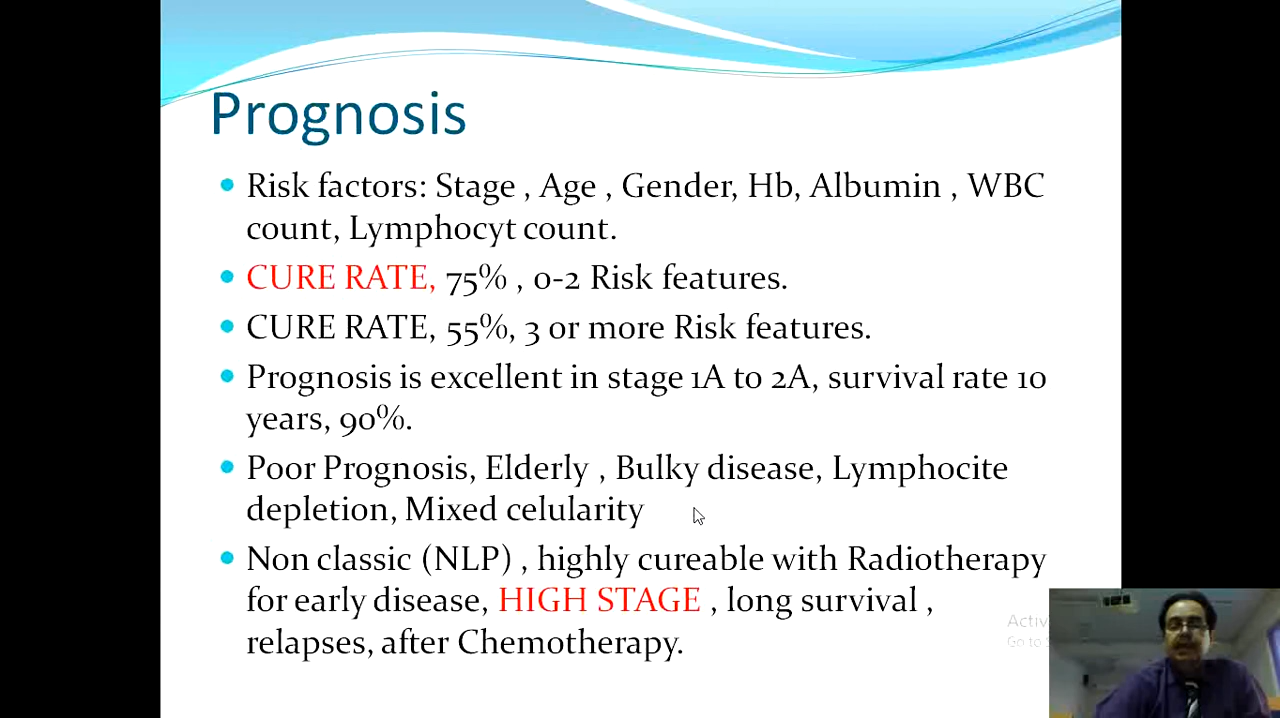 Prognosis
Risk factors: Stage , Age , Gender, Hb, Albumin , WBC
count, Lymphocyt count.
CURE RATE, 75% , 0-2 Risk features.
CURE RATE, 55%, 3 or more Risk features.
Prognosis is excellent in stage 1A to 2A, survival rate 10
years, 90%.
Poor Prognosis, Elderly , Bulky disease, Lymphocite
depletion, Mixed celularity
Non classic (NLP) , highly cureable with Radiotherapy
for early disease, HIGH STAGE , long survival ,
relapses, after Chemotherapy.
Go to